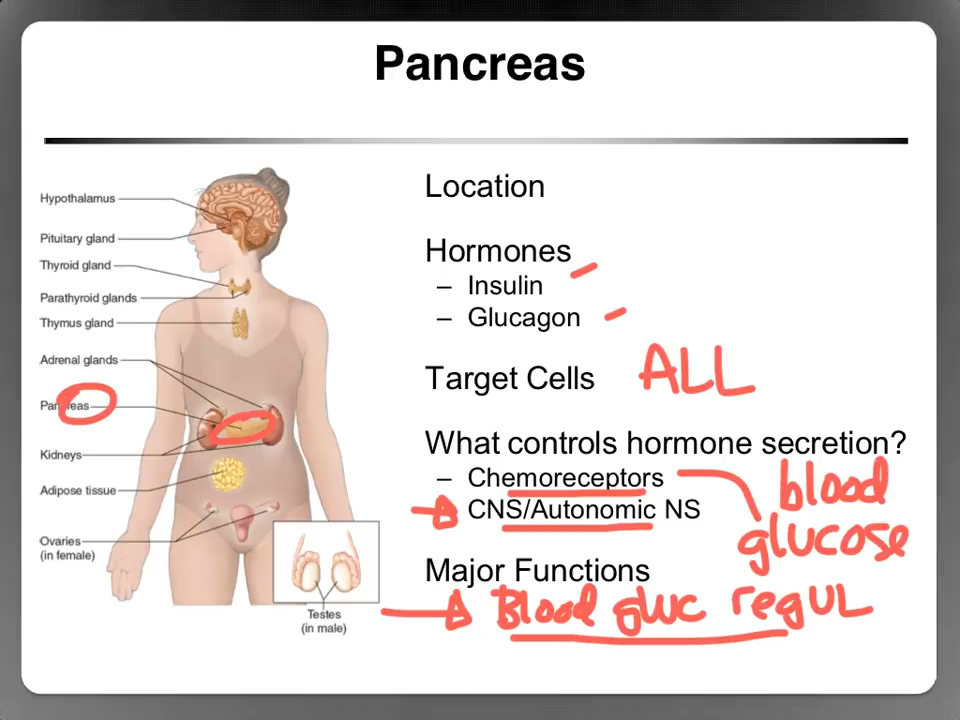 Pancreas
Hypothalamus
Pituitary gland
Thyroid gland
Parathyroid glands
Thymus gland
Adrenal glands
Pancreas
Kidneys
Adipose tissue
Ovaries
(in female)
Testes
(in male)
Location
Hormones
– Insulin
– Glucagon
Target Cells ALL
What controls hormone secretion?
– Chemoreceptors
– CNS/Autonomic NS
blood
glucose
Major Functions
Blood gluc regUL